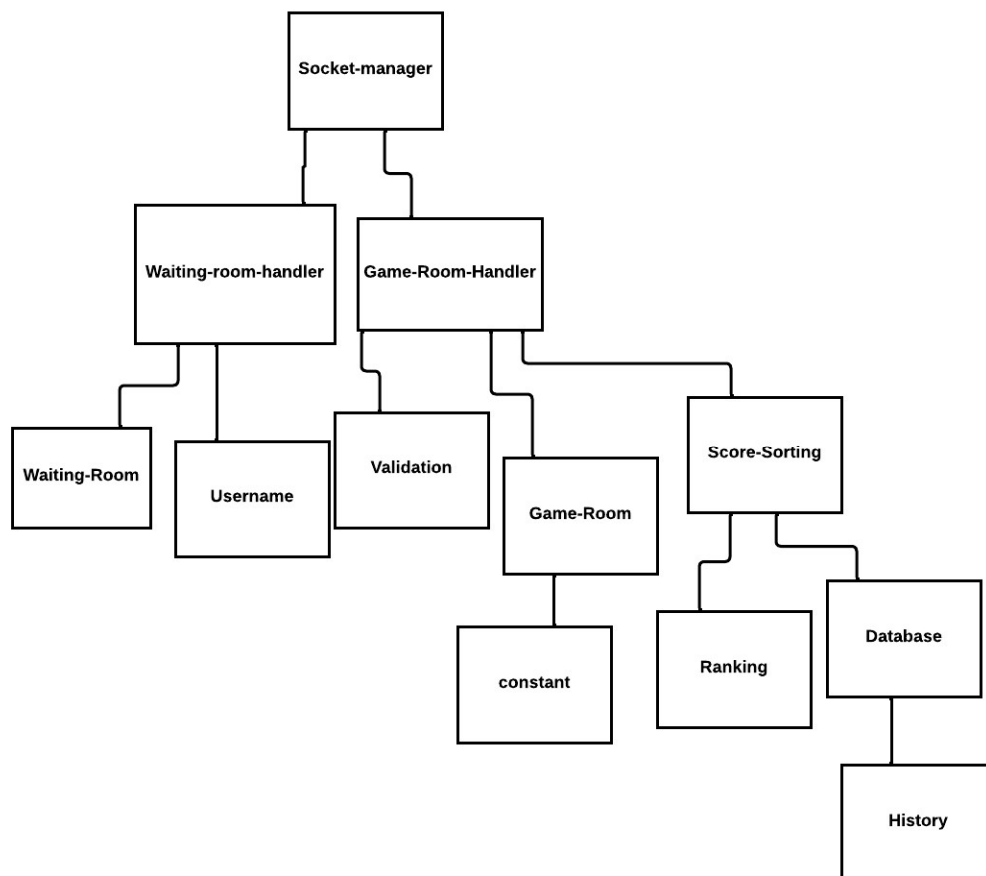 Socket-manager
Waiting-room-handler
Game-Room-Handler
Waiting-Room
Username
Validation
Game-Room
Score-Sorting
constant
Ranking
Database
History